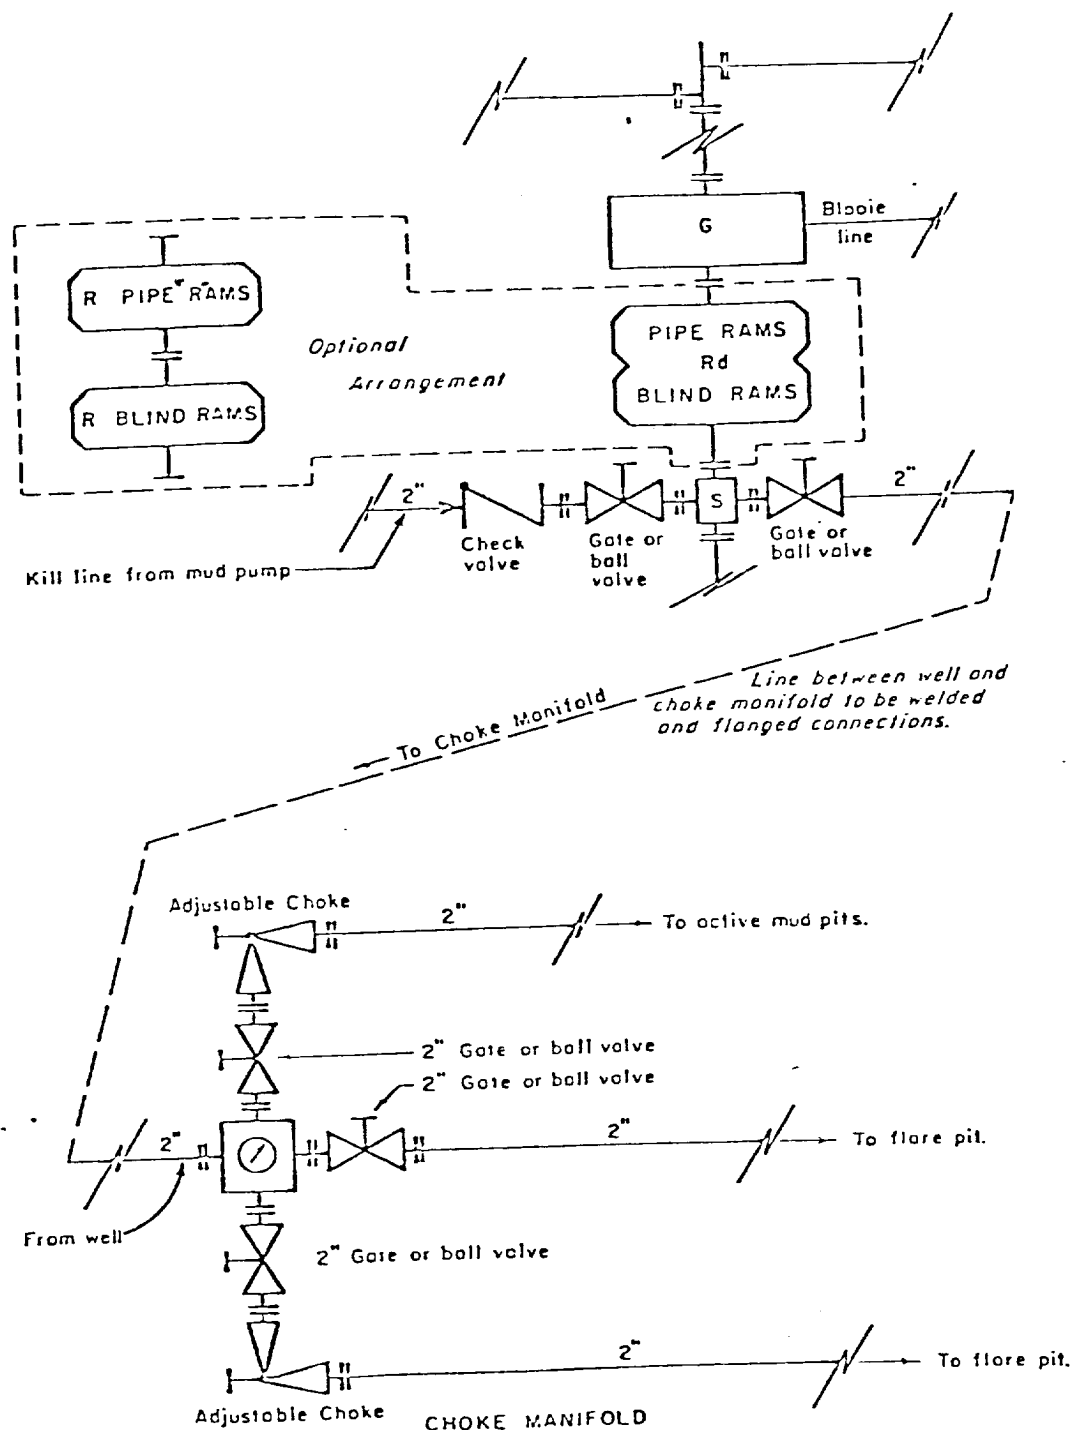 G
Blooie
line
R PIPE RAMS
PIPE RAMS
Rd
BLIND RAMS
Optional
Arrangement
R BLIND RAMS
2"
S
2"
Check
valve
Gate or
ball
valve
Gate or
ball valve
Kill line from mud pump
Line between well and
choke manifold to be welded
and flanged connections.
To Choke Manifold
Adjustable Choke
2"
To active mud pits.
2" Gate or ball valve
2" Gate or ball valve
2"
2"
To flare pit.
From well
2" Gate or ball valve
2"
To flare pit.
Adjustable Choke
CHOKE MANIFOLD